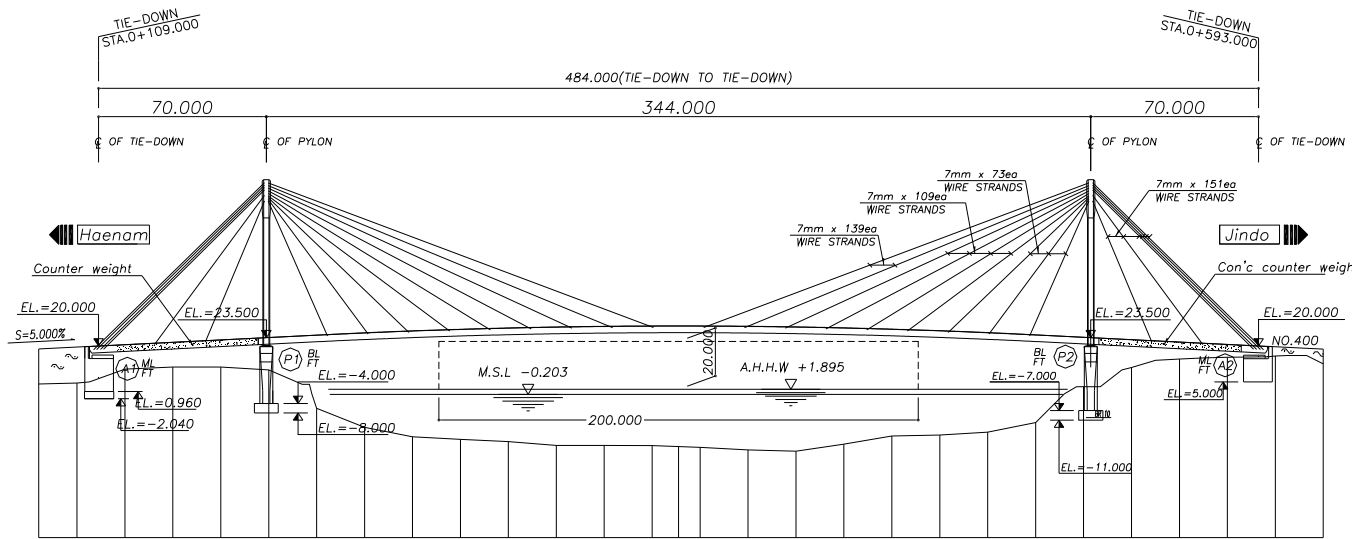 TIE-DOWN
STA.0+109.000
TIE-DOWN
STA.0+593.000
484.000(TIE-DOWN TO TIE-DOWN)
70.000
344.000
70.000
℄ OF TIE-DOWN
℄ OF PYLON
℄ OF PYLON
℄ OF TIE-DOWN
7mm x 73ea
WIRE STRANDS
7mm x 109ea
WIRE STRANDS
7mm x 139ea
WIRE STRANDS
7mm x 151ea
WIRE STRANDS
Haenam
Jindo
Counter weight
Con'c counter weigh
EL.=20.000
EL.=23.500
EL.=23.500
EL.=20.000
S=5.000%
NO.400
A1 ML
FT
P1 BL
FT
20.000
BL P2
FT
ML A2
FT
M.S.L -0.203
A.H.H.W +1.895
EL.=-4.000
EL.=-7.000
EL.=0.960
EL.=5.000
EL.=-2.040
EL.=-8.000
200.000
EL.=-11.000